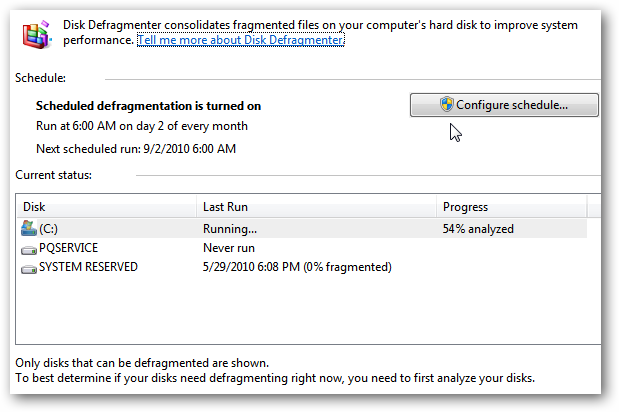 Disk Defragmenter consolidates fragmented files on your computer's hard disk to improve system
performance. Tell me more about Disk Defragmenter.
Schedule:
Scheduled defragmentation is turned on
Configure schedule...
Run at 6:00 AM on day 2 of every month
Next scheduled run: 9/2/2010 6:00 AM
Current status:
Disk Last Run Progress
(C:) Running... 54% analyzed
PQSERVICE Never run
SYSTEM RESERVED 5/29/2010 6:08 PM (0% fragmented)
Only disks that can be defragmented are shown.
To best determine if your disks need defragmenting right now, you need to first analyze your disks.